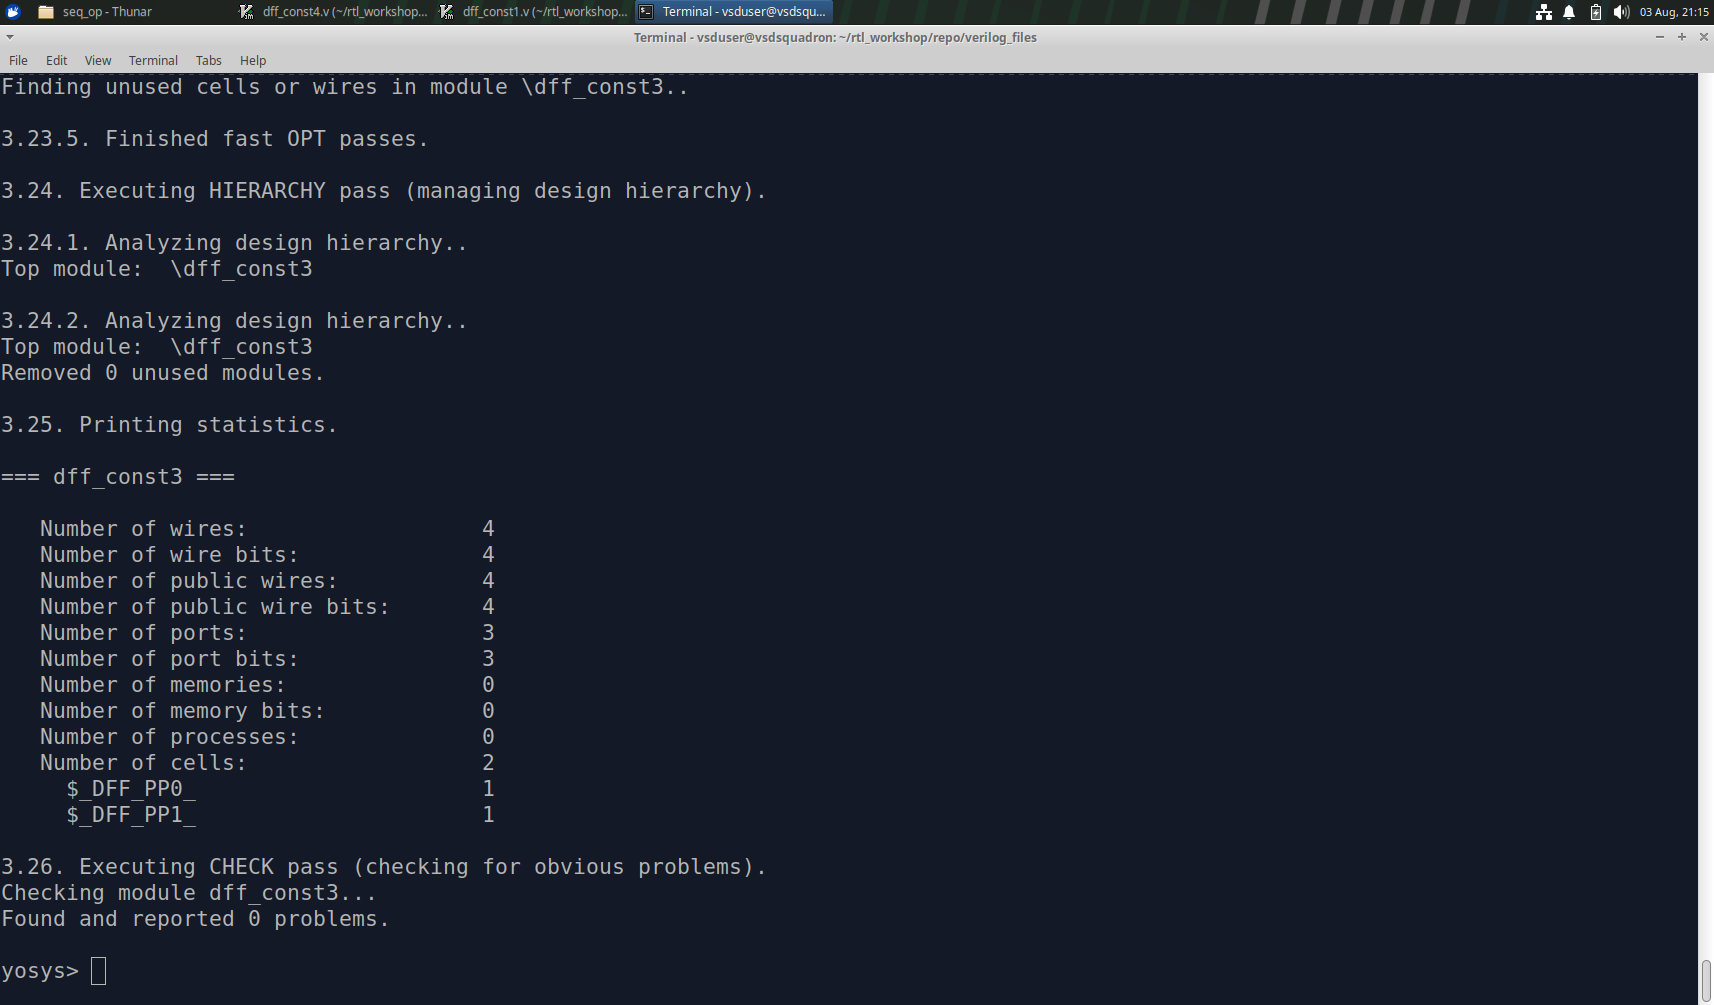 seq_op - Thunar
dff_const4.v (~/rtl_workshop...
dff_const1.v (~/rtl_workshop...
Terminal - vsduser@vsdsqu...
03 Aug, 21:15
Terminal - vsduser@vsdsquadron: ~/rtl_workshop/repo/verilog_files
File Edit View Terminal Tabs Help
Finding unused cells or wires in module \dff_const3..
3.23.5. Finished fast OPT passes.
3.24. Executing HIERARCHY pass (managing design hierarchy).
3.24.1. Analyzing design hierarchy..
Top module:  \dff_const3
3.24.2. Analyzing design hierarchy..
Top module:  \dff_const3
Removed 0 unused modules.
3.25. Printing statistics.
=== dff_const3 ===
Number of wires: 4
Number of wire bits: 4
Number of public wires: 4
Number of public wire bits: 4
Number of ports: 3
Number of port bits: 3
Number of memories: 0
Number of memory bits: 0
Number of processes: 0
Number of cells: 2
$_DFF_PP0_ 1
$_DFF_PP1_ 1
3.26. Executing CHECK pass (checking for obvious problems).
Checking module dff_const3...
Found and reported 0 problems.
yosys>